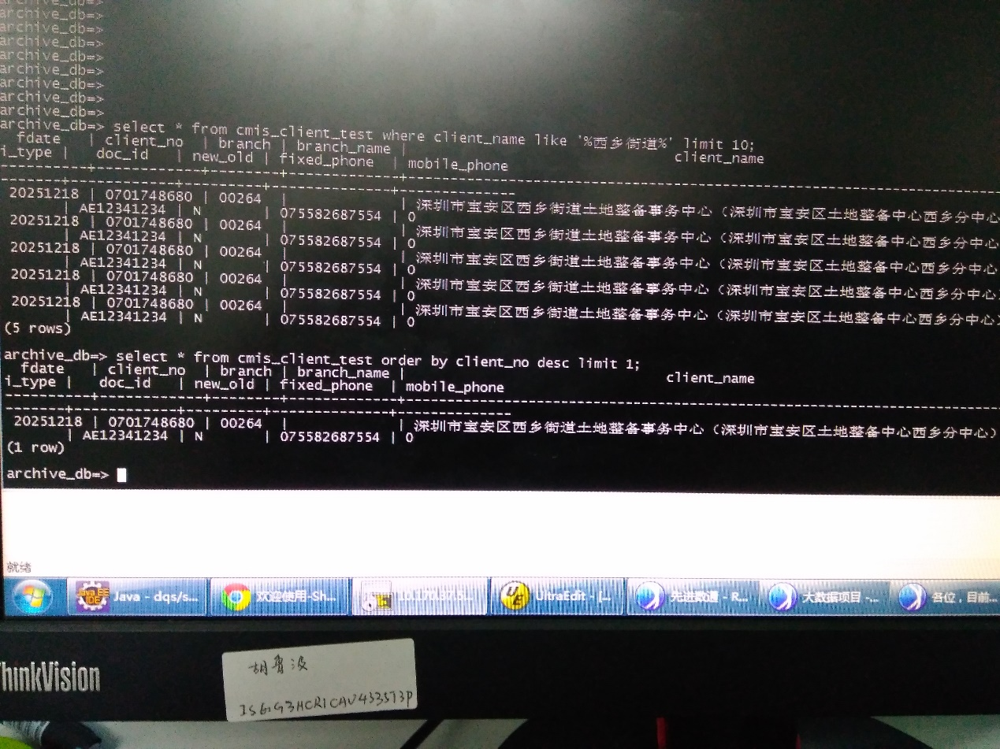 archive_db=>
archive_db=>
archive_db=>
archive_db=>
archive_db=>
archive_db=>
archive_db=>
archive_db=>
archive_db=>
archive_db=> select * from cmis_client_test where client_name like '%西乡街道%' limit 10;
fdate | client_no | branch | branch_name | client_name
i_type | doc_id | new_old | fixed_phone | mobile_phone
20251218 | 0701748680 | 00264 | | 深圳市宝安区西乡街道土地整备事务中心（深圳市宝安区土地整备中心西乡分中心
| AE12341234 | N | 075582687554 | 0
20251218 | 0701748680 | 00264 | | 深圳市宝安区西乡街道土地整备事务中心（深圳市宝安区土地整备中心西乡分中心
| AE12341234 | N | 075582687554 | 0
20251218 | 0701748680 | 00264 | | 深圳市宝安区西乡街道土地整备事务中心（深圳市宝安区土地整备中心西乡分中心
| AE12341234 | N | 075582687554 | 0
20251218 | 0701748680 | 00264 | | 深圳市宝安区西乡街道土地整备事务中心（深圳市宝安区土地整备中心西乡分中心）
| AE12341234 | N | 075582687554 | 0
20251218 | 0701748680 | 00264 | | 深圳市宝安区西乡街道土地整备事务中心（深圳市宝安区土地整备中心西乡分中心）
| AE12341234 | N | 075582687554 | 0
(5 rows)
archive_db=> select * from cmis_client_test order by client_no desc limit 1;
fdate | client_no | branch | branch_name | client_name
i_type | doc_id | new_old | fixed_phone | mobile_phone
20251218 | 0701748680 | 00264 | | 深圳市宝安区西乡街道土地整备事务中心（深圳市宝安区土地整备中心西乡分中心）
| AE12341234 | N | 075582687554 | 0
(1 row)
archive_db=>
就绪
Java - dqs/s...
欢迎使用-Sh...
10.170.37.5...
UltraEdit - [...
先进数通 - R...
大数据项目 -...
各位，目前...
ThinkVision
胡鲁波